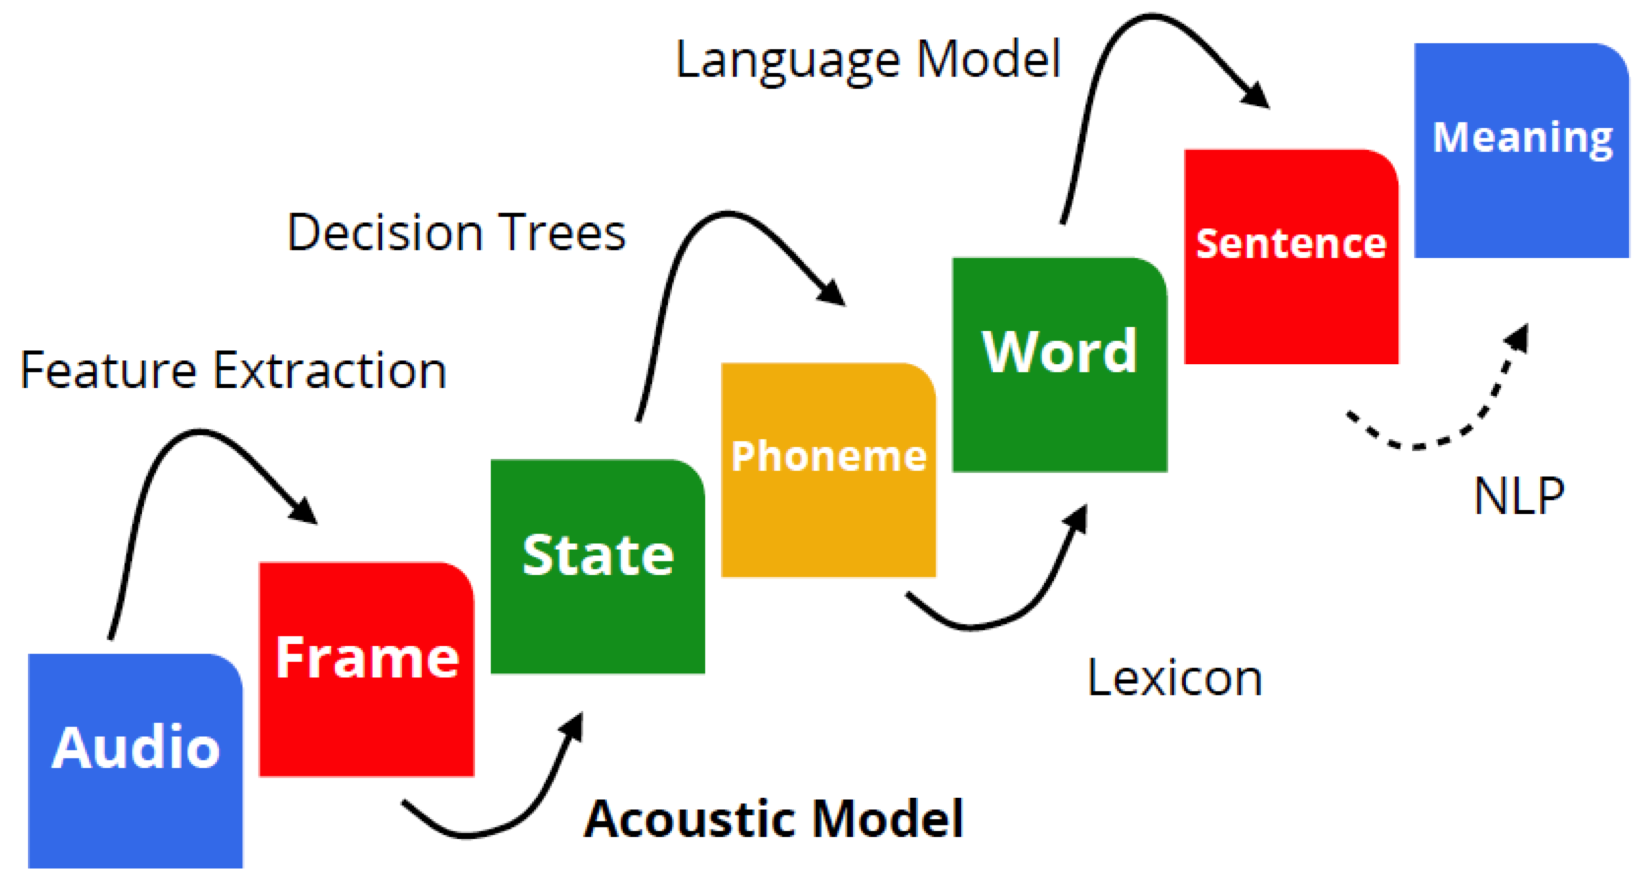 Language Model
Meaning
Decision Trees
Sentence
Feature Extraction
Word
Phoneme
NLP
State
Frame
Lexicon
Audio
Acoustic Model